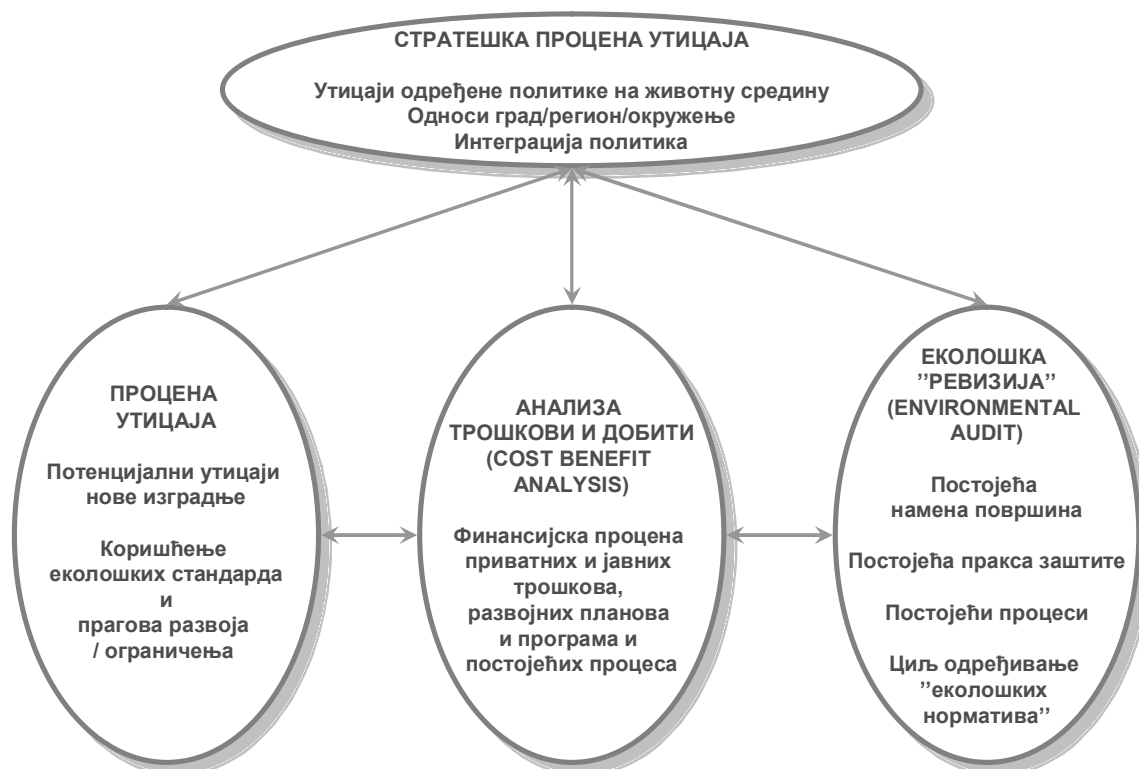 СТРАТЕШКА ПРОЦЕНА УТИЦАЈА
Утицаји одређене политике на животну средину
Односи град/регион/окружење
Интеграција политика
ПРОЦЕНА
УТИЦАЈА
Потенцијални утицаји
нове изградње
Коришћење
еколошких стандарда
и
прагова развоја
/ ограничења
АНАЛИЗА
ТРОШКОВИ И ДОБИТИ
(COST BENEFIT
ANALYSIS)
Финансијска процена
приватних и јавних
трошкова,
развојних планова
и програма и
постојећих процеса
ЕКОЛОШКА
’’РЕВИЗИЈА’’
(ENVIRONMENTAL
AUDIT)
Постојећа
намена површина
Постојећа пракса заштите
Постојећи процеси
Циљ одређивање
’’еколошких
норматива’’